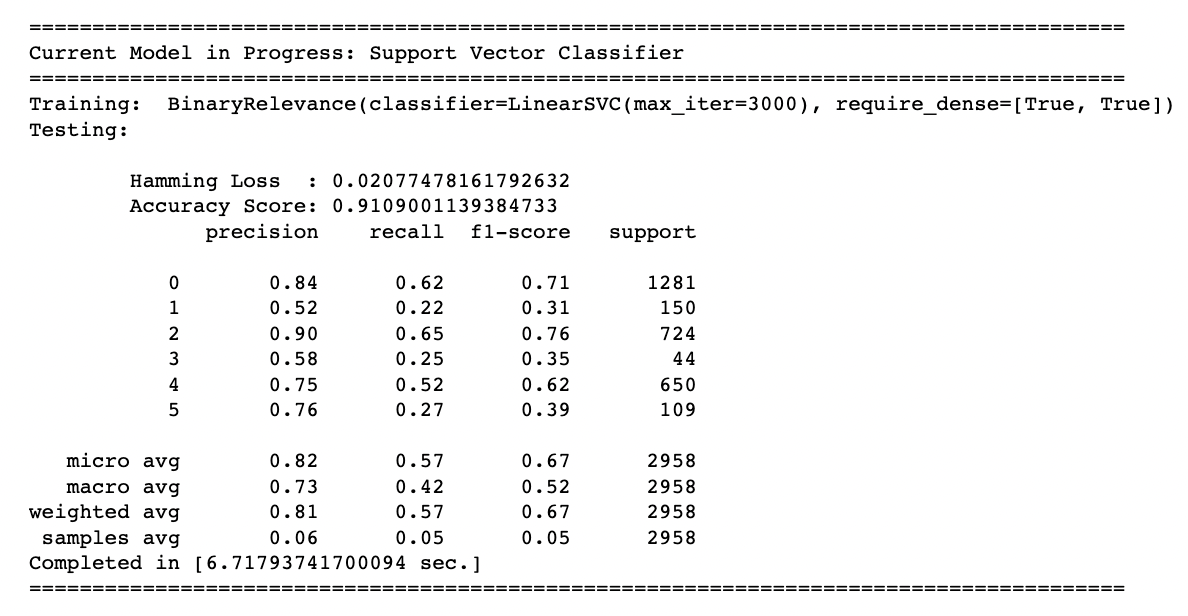 =======================================================================================
Current Model in Progress: Support Vector Classifier
=======================================================================================
Training:  BinaryRelevance(classifier=LinearSVC(max_iter=3000), require_dense=[True, True])
Testing:
Hamming Loss  : 0.02077478161792632
Accuracy Score: 0.9109001139384733
precision    recall  f1-score   support
0       0.84      0.62      0.71      1281
1       0.52      0.22      0.31       150
2       0.90      0.65      0.76       724
3       0.58      0.25      0.35        44
4       0.75      0.52      0.62       650
5       0.76      0.27      0.39       109
micro avg       0.82      0.57      0.67      2958
macro avg       0.73      0.42      0.52      2958
weighted avg       0.81      0.57      0.67      2958
samples avg       0.06      0.05      0.05      2958
Completed in [6.71793741700094 sec.]
=======================================================================================